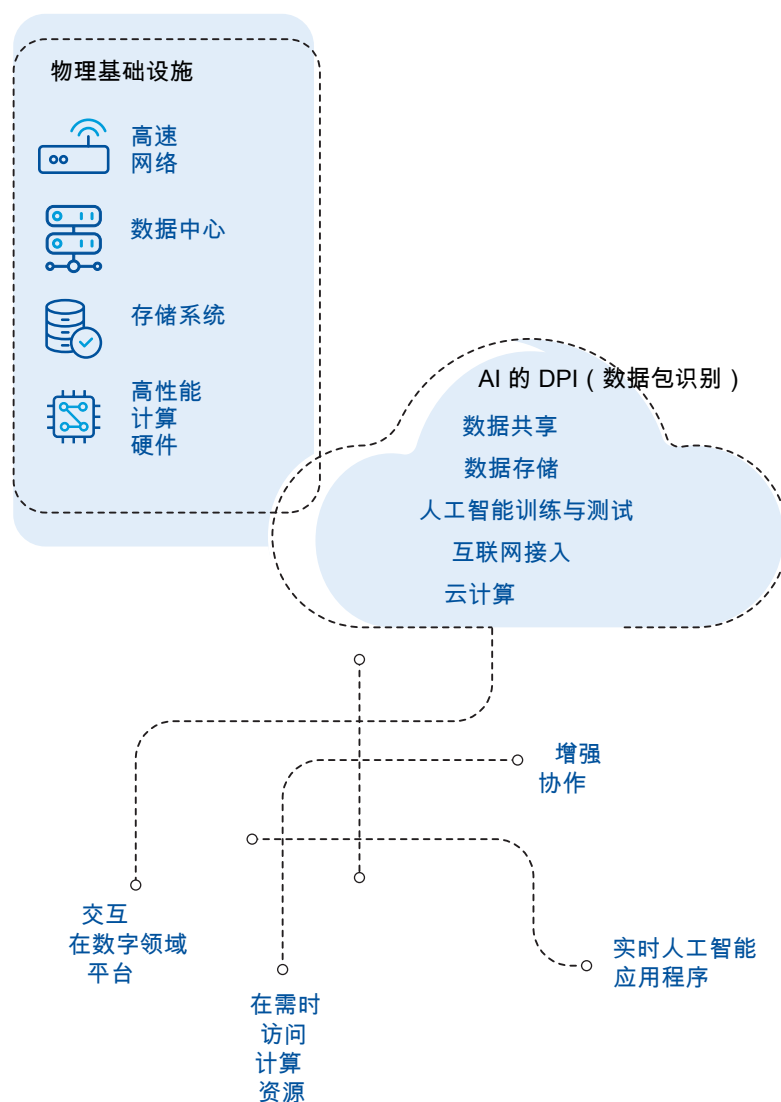 物理基础设施
高速
网络
数据中心
存储系统
高性能
计算
硬件
AI 的 DPI（数据包识别）
数据共享
数据存储
人工智能训练与测试
互联网接入
云计算
增强
协作
交互
在数字领域
平台
实时人工智能
应用程序
在需时
访问
计算
资源